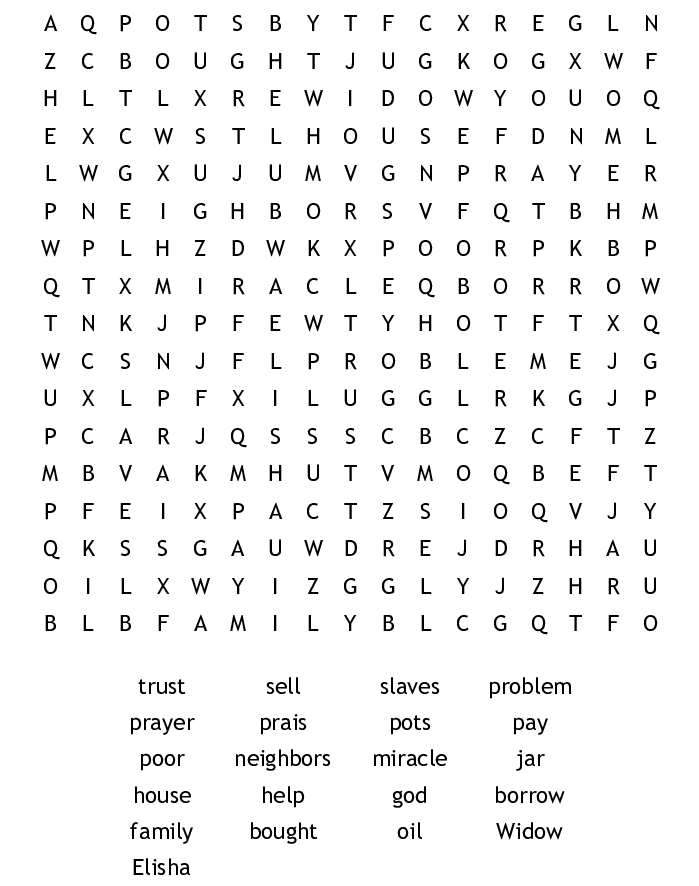 A Q P O T S B Y T F C X R E G L N
Z C B O U G H T J U G K O G X W F
H L T L X R E W I D O W Y O U O Q
E X C W S T L H O U S E F D N M L
L W G X U J U M V G N P R A Y E R
P N E I G H B O R S V F Q T B H M
W P L H Z D W K X P O O R P K B P
Q T X M I R A C L E Q B O R R O W
T N K J P F E W T Y H O T F T X Q
W C S N J F L P R O B L E M E J G
U X L P F X I L U G G L R K G J P
P C A R J Q S S S C B C Z C F T Z
M B V A K M H U T V M O Q B E F T
P F E I X P A C T Z S I O Q V J Y
Q K S S G A U W D R E J D R H A U
O I L X W Y I Z G G L Y J Z H R U
B L B F A M I L Y B L C G Q T F O
trust sell slaves problem
prayer prais pots pay
poor neighbors miracle jar
house help god borrow
family bought oil Widow
Elisha